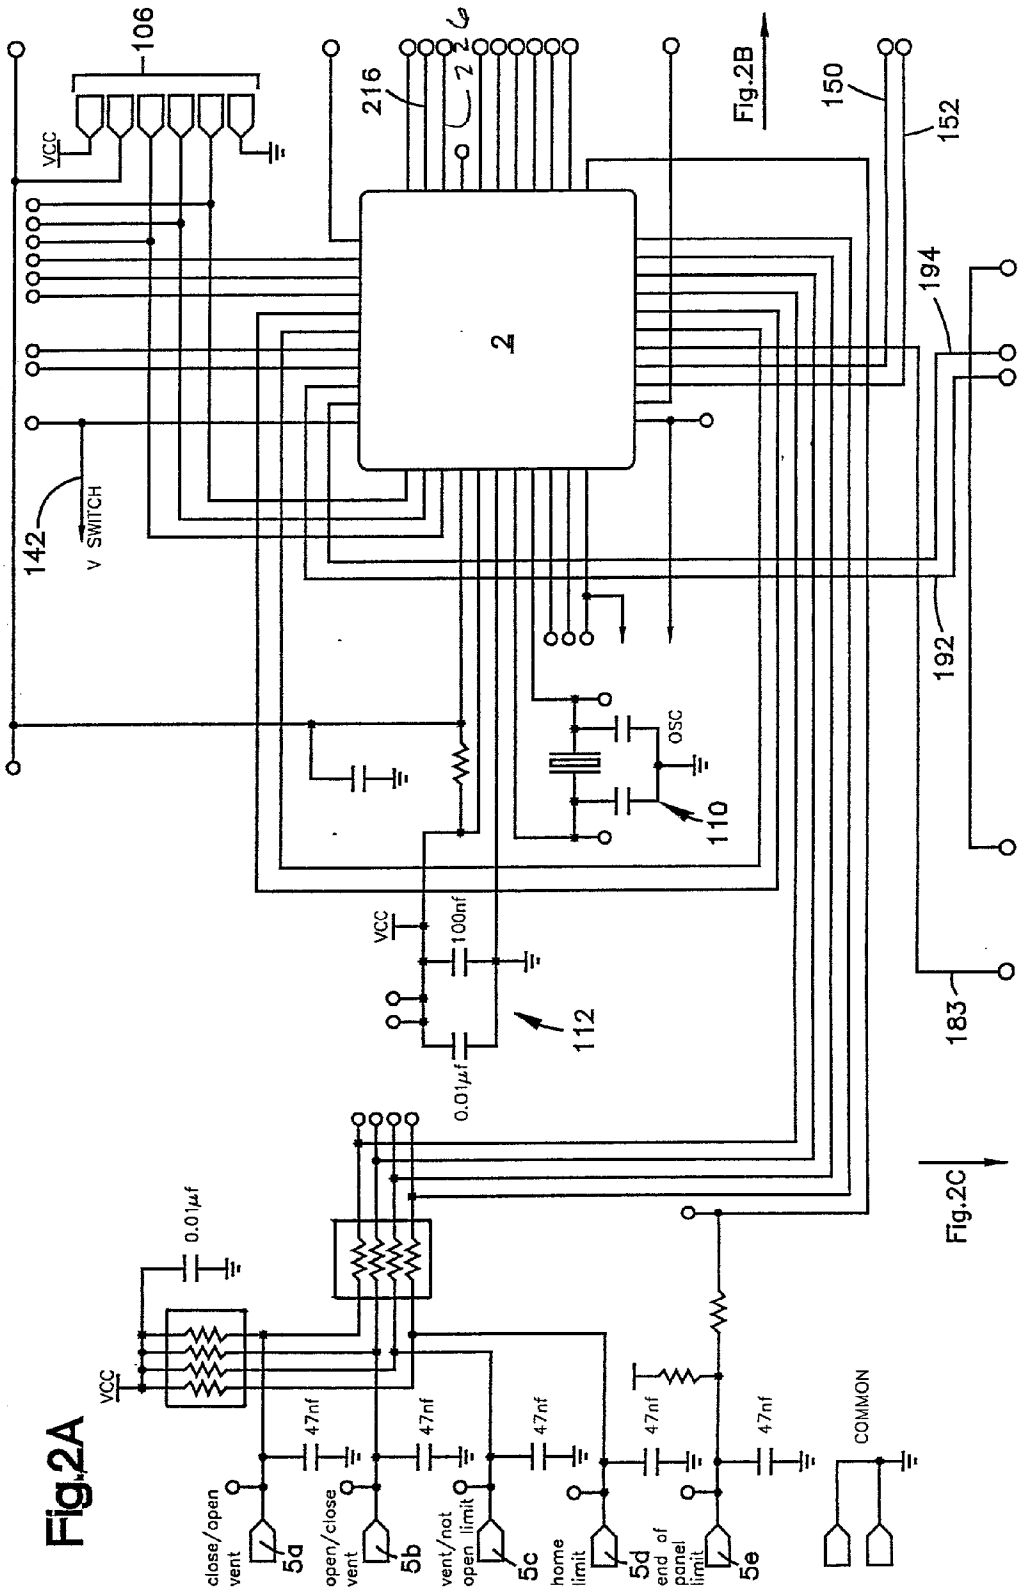 Fig.2A
VCC
0.01µf
close/open
vent
5a
47nf
open/close
vent
5b
47nf
vent/not
open limit
5c
47nf
home
limit
5d
47nf
end of
panel
limit
5e
47nf
COMMON
Fig.2C
VCC
100nf
0.01µf
112
110
OSC
142
V SWITCH
VCC
106
2
216
226
Fig.2B
150
152
194
192
183